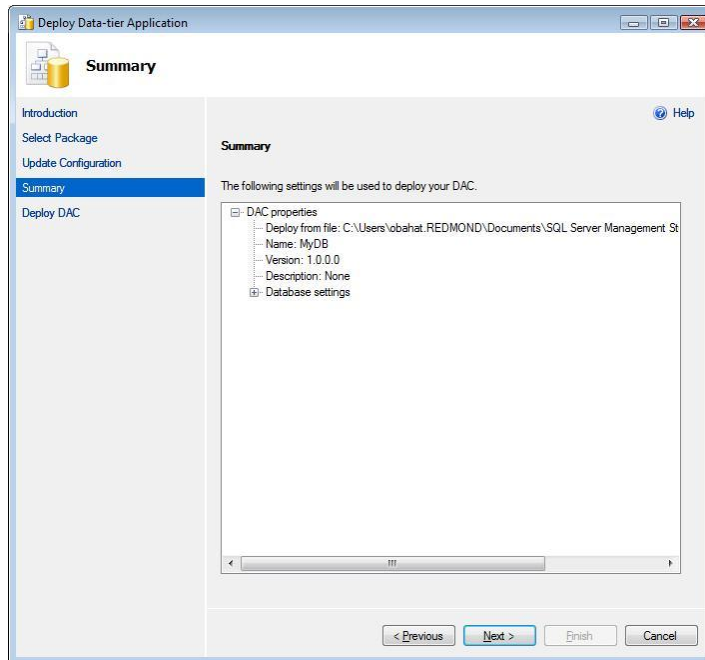 Deploy Data-tier Application
Summary
Introduction
Select Package
Update Configuration
Summary
Deploy DAC
Help
Summary
The following settings will be used to deploy your DAC.
DAC properties
Deploy from file: C:\Users\obahat.REDMOND\Documents\SQL Server Management St
Name: MyDB
Version: 1.0.0.0
Description: None
Database settings
< Previous Next > Finish Cancel